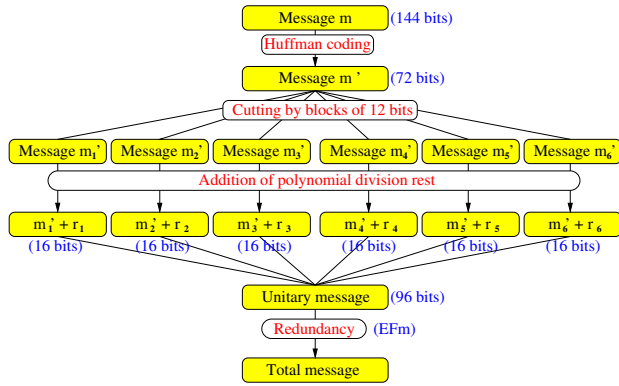 Message m (144 bits)
Huffman coding
Message m ' (72 bits)
Cutting by blocks of 12 bits
Message m₁' Message m₂' Message m₃' Message m₄' Message m₅' Message m₆'
Addition of polynomial division rest
m₁' + r₁ m₂' + r₂ m₃' + r₃ m₄' + r₄ m₅' + r₅ m₆' + r₆
(16 bits) (16 bits) (16 bits) (16 bits) (16 bits) (16 bits)
Unitary message (96 bits)
Redundancy (EFm)
Total message